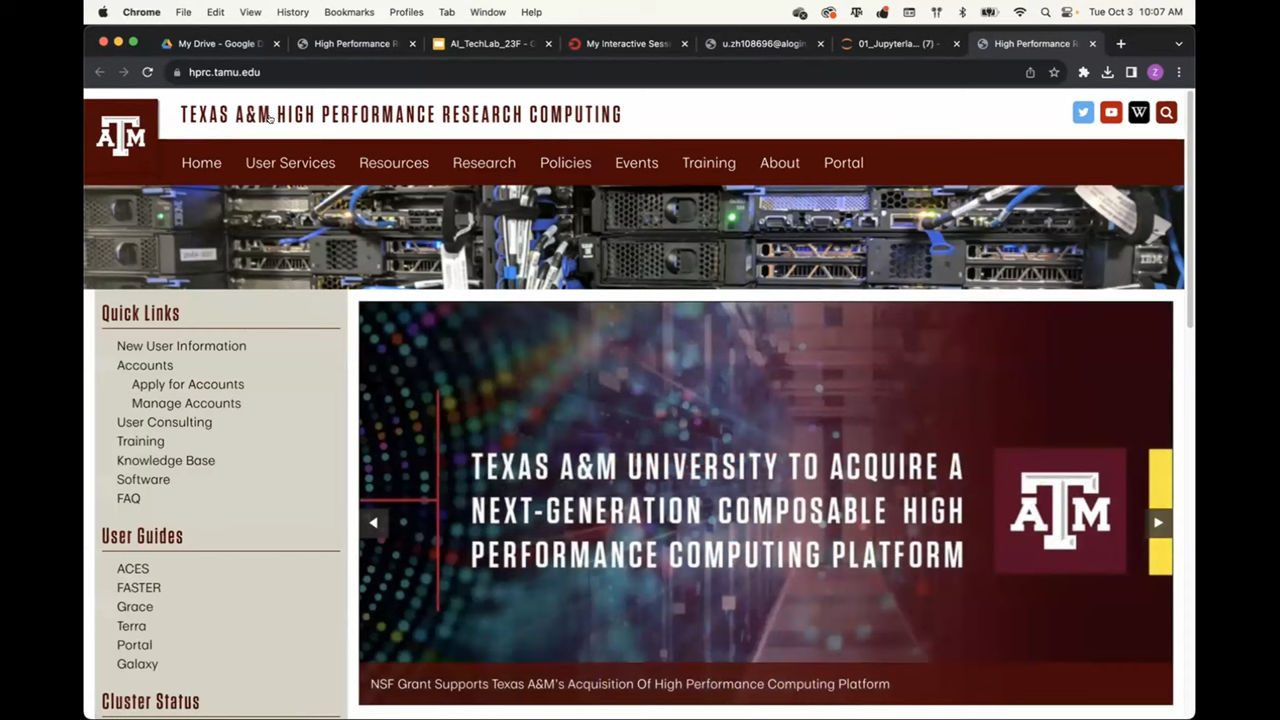 Chrome File Edit View History Bookmarks Profiles Tab Window Help Tue Oct 3 10:07 AM
My Drive - Google D
High Performance R
AI_TechLab_23F - G
My Interactive Sess
u.zh108696@alogin
01_Jupyterla... (7) -
High Performance R
hprc.tamu.edu
Z
ATM
TEXAS A&M HIGH PERFORMANCE RESEARCH COMPUTING
W
Home User Services Resources Research Policies Events Training About Portal
IBM
Quick Links
New User Information
Accounts
Apply for Accounts
Manage Accounts
User Consulting
Training
Knowledge Base
Software
FAQ
User Guides
ACES
FASTER
Grace
Terra
Portal
Galaxy
Cluster Status
TEXAS A&M UNIVERSITY TO ACQUIRE A
NEXT-GENERATION COMPOSABLE HIGH
PERFORMANCE COMPUTING PLATFORM
ATM
NSF Grant Supports Texas A&M's Acquisition Of High Performance Computing Platform